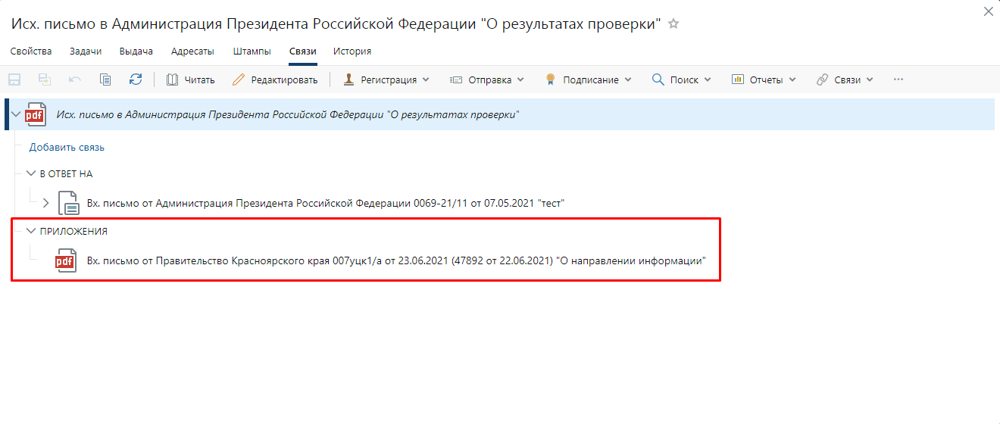 Исх. письмо в Администрация Президента Российской Федерации "О результатах проверки"
Свойства Задачи Выдача Адресаты Штампы Связи История
Читать Редактировать Регистрация Отправка Подписание Поиск Отчеты Связи
pdf Исх. письмо в Администрация Президента Российской Федерации "О результатах проверки"
Добавить связь
В ОТВЕТ НА
Вх. письмо от Администрация Президента Российской Федерации 0069-21/11 от 07.05.2021 "тест"
ПРИЛОЖЕНИЯ
pdf Вх. письмо от Правительство Красноярского края 007уцк1/а от 23.06.2021 (47892 от 22.06.2021) "О направлении информации"